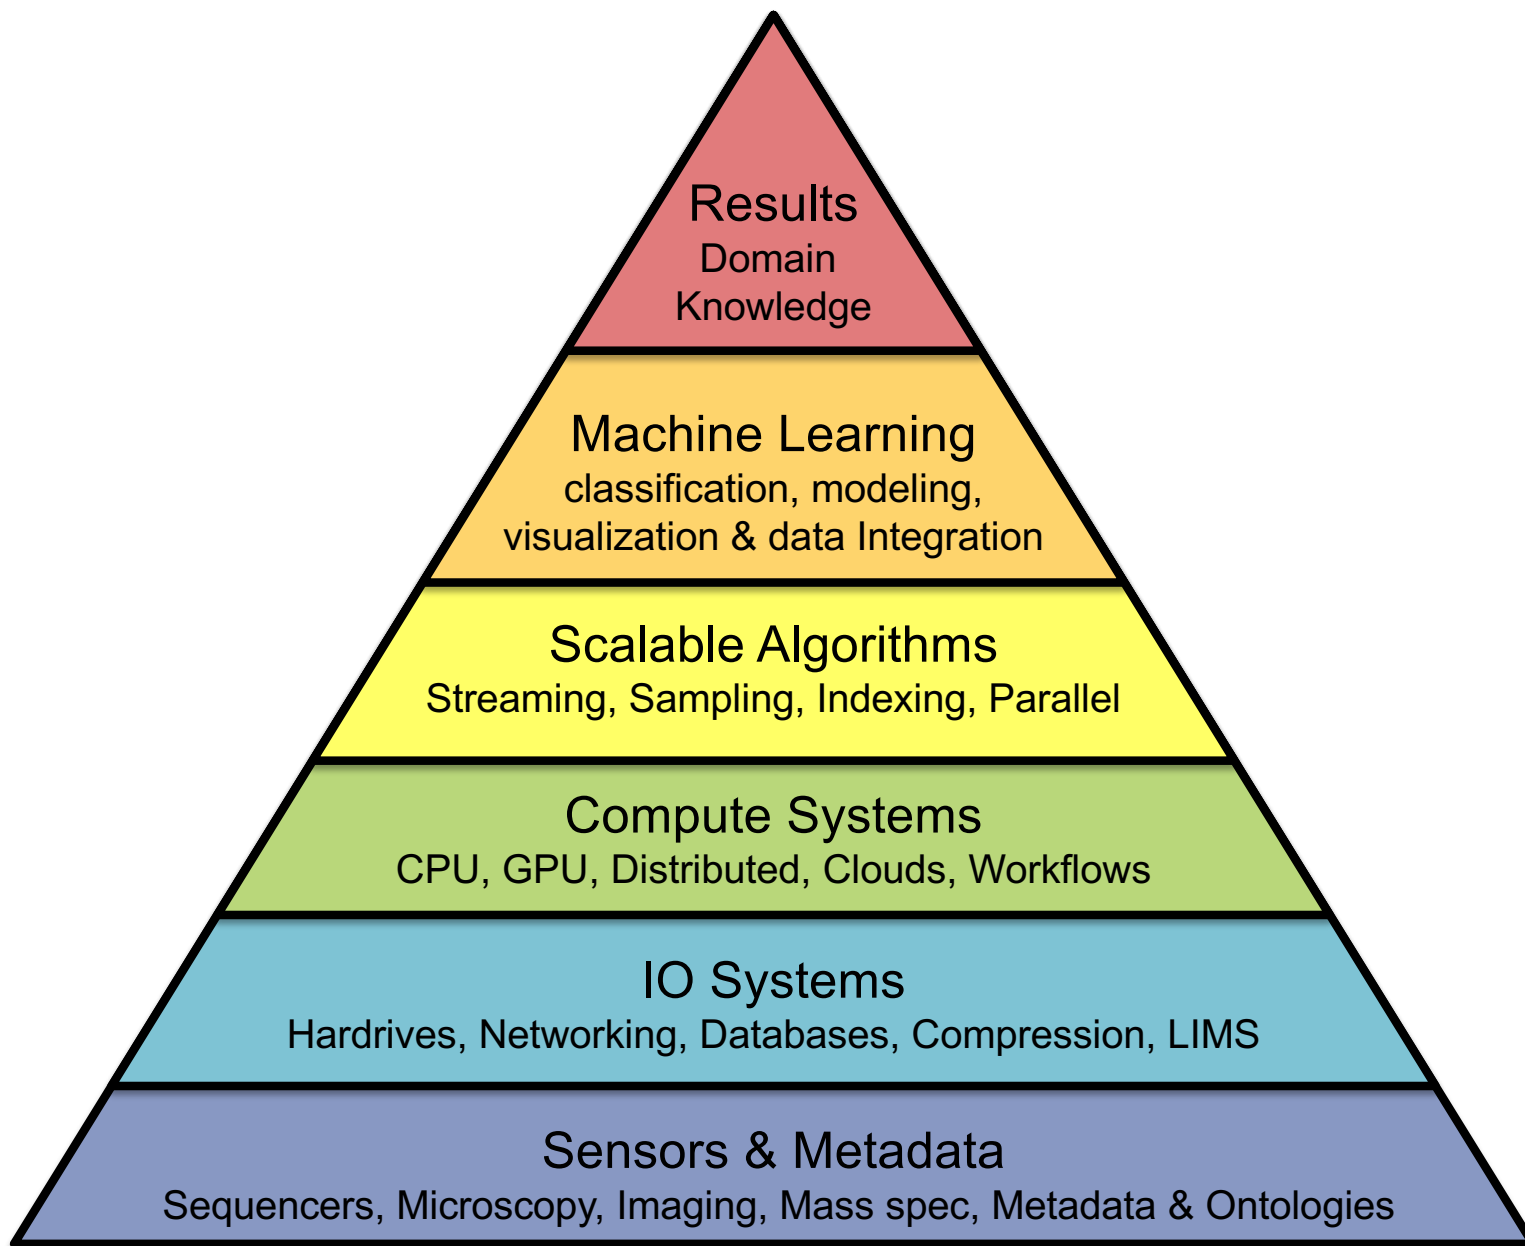 Results
Domain
Knowledge
Machine Learning
classification, modeling,
visualization & data Integration
Scalable Algorithms
Streaming, Sampling, Indexing, Parallel
Compute Systems
CPU, GPU, Distributed, Clouds, Workflows
IO Systems
Hardrives, Networking, Databases, Compression, LIMS
Sensors & Metadata
Sequencers, Microscopy, Imaging, Mass spec, Metadata & Ontologies